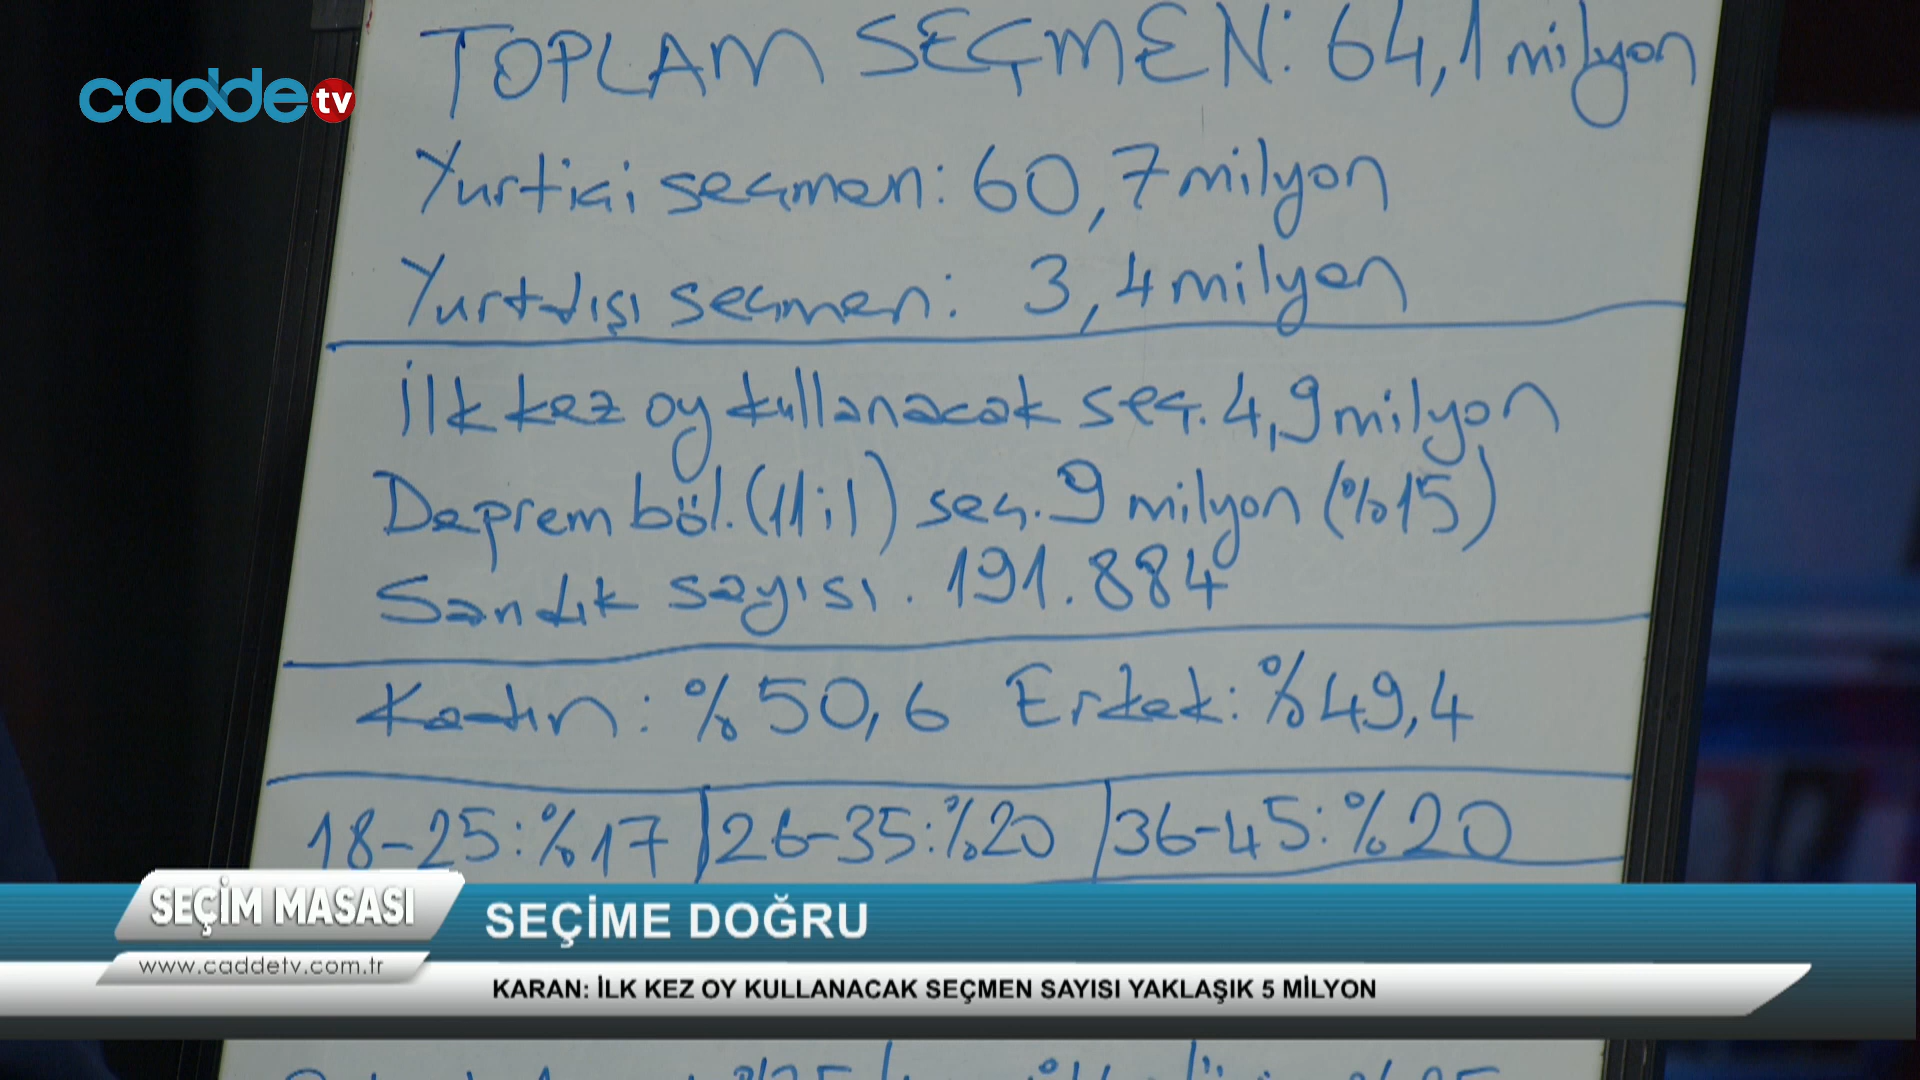 TOPLAM SEÇMEN: 64,1 milyon
cadde tv
Yurtiçi seçmen: 60,7 milyon
Yurtdışı seçmen: 3,4 milyon
İlk kez oy kullanacak seç. 4,9 milyon
Deprem böl. (11 il) seç. 9 milyon (%15)
Sandık sayısı. 191.884
Kadın: %50,6 Erkek: %49,4
18-25: %17 26-35: %20 36-45: %20
SEÇİM MASASI
SEÇİME DOĞRU
www.caddetv.com.tr
KARAN: İLK KEZ OY KULLANACAK SEÇMEN SAYISI YAKLAŞIK 5 MİLYON